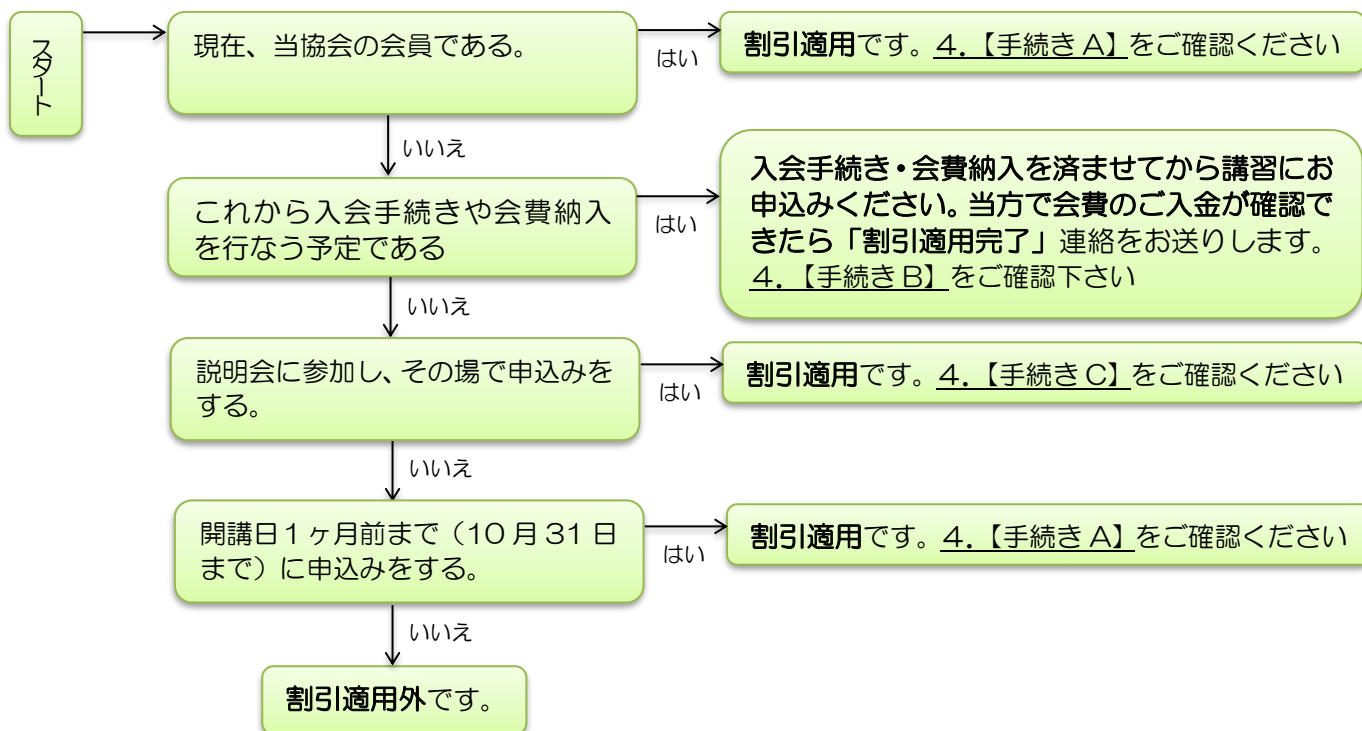 スタート
現在、当協会の会員である。
はい
割引適用です。４．【手続きＡ】をご確認ください
いいえ
これから入会手続きや会費納入
を行なう予定である
はい
入会手続き・会費納入を済ませてから講習にお
申込みください。当方で会費のご入金が確認で
きたら「割引適用完了」連絡をお送りします。
４．【手続きＢ】をご確認下さい
いいえ
説明会に参加し、その場で申込みを
する。
はい
割引適用です。４．【手続きＣ】をご確認ください
いいえ
開講日１ヶ月前まで（１０月３１日
まで）に申込みをする。
はい
割引適用です。４．【手続きＡ】をご確認ください
いいえ
割引適用外です。